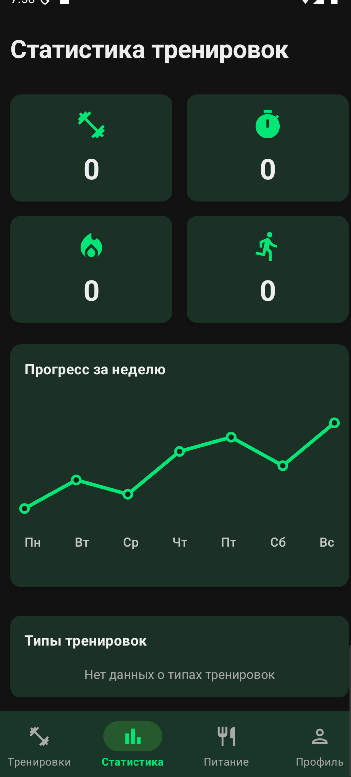 Статистика тренировок
0
0
0
0
Прогресс за неделю
Пн Вт Ср Чт Пт Сб Вс
Типы тренировок
Нет данных о типах тренировок
Тренировки Статистика Питание Профиль